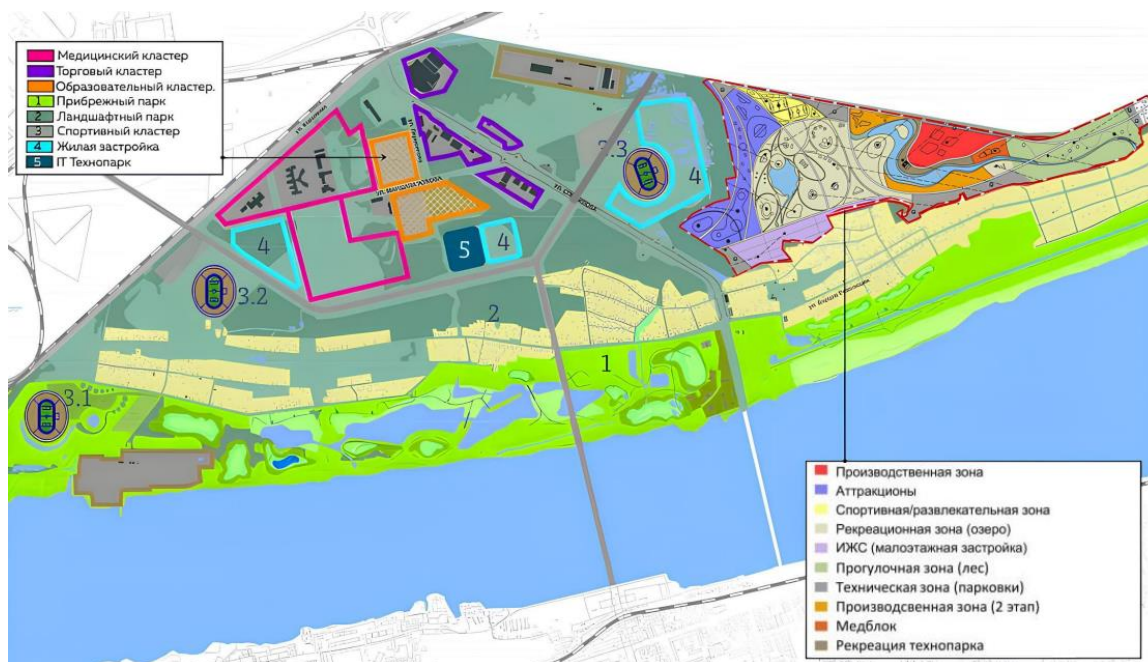 Медицинский кластер
Торговый кластер
Образовательный кластер.
1 Прибрежный парк
2 Ландшафтный парк
3 Спортивный кластер
4 Жилая застройка
5 IT Технопарк
3.3
4
4
5
4
3.2
2
1
3.1
Производственная зона
Аттракционы
Спортивная/развлекательная зона
Рекреационная зона (озеро)
ИЖС (малоэтажная застройка)
Прогулочная зона (лес)
Техническая зона (парковки)
Произвосдвенная зона (2 этап)
Медблок
Рекреация технопарка